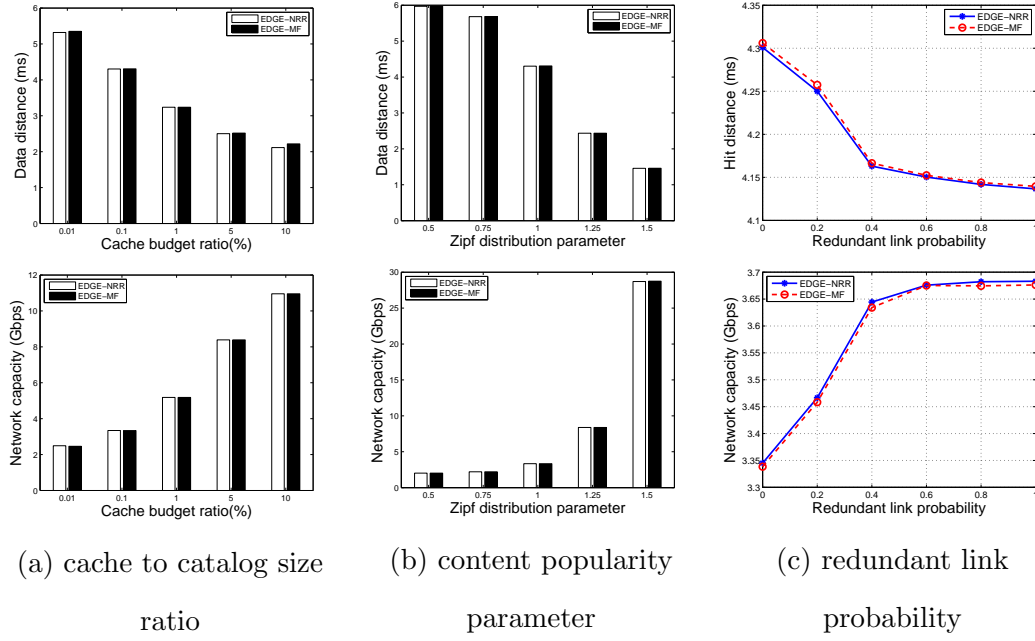 EDGE−NRR
EDGE−MF
Data distance (ms)
6
5
4
3
2
1
0
0.01 0.1 1 5 10
Cache budget ratio(%)
EDGE−NRR
EDGE−MF
Data distance (ms)
6
5
4
3
2
1
0
0.5 0.75 1 1.25 1.5
Zipf distribution parameter
EDGE−NRR
EDGE−MF
Hit distance (ms)
4.35
4.3
4.25
4.2
4.15
4.1
0 0.2 0.4 0.6 0.8 1
Redundant link probability
EDGE−NRR
EDGE−MF
Network capacity (Gbps)
12
10
8
6
4
2
0
0.01 0.1 1 5 10
Cache budget ratio(%)
EDGE−NRR
EDGE−MF
Network capacity (Gbps)
30
25
20
15
10
5
0
0.5 0.75 1 1.25 1.5
Zipf distribution parameter
EDGE−NRR
EDGE−MF
Network capacity (Gbps)
3.7
3.65
3.6
3.55
3.5
3.45
3.4
3.35
3.3
0 0.2 0.4 0.6 0.8 1
Redundant link probability
(a) cache to catalog size
ratio
(b) content popularity
parameter
(c) redundant link
probability